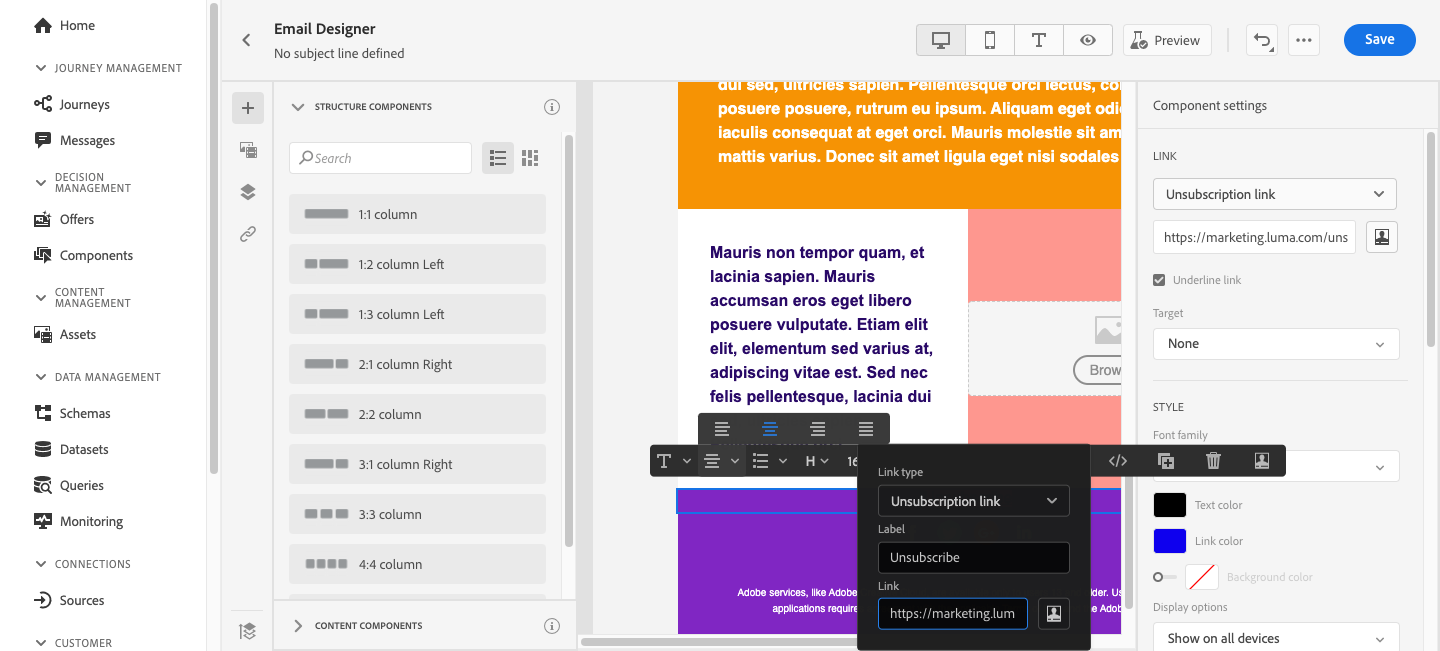 Home
JOURNEY MANAGEMENT
Journeys
Messages
DECISION
MANAGEMENT
Offers
Components
CONTENT
MANAGEMENT
Assets
DATA MANAGEMENT
Schemas
Datasets
Queries
Monitoring
CONNECTIONS
Sources
CUSTOMER
Email Designer
No subject line defined
Preview
Save
STRUCTURE COMPONENTS
Search
1:1 column
1:2 column Left
1:3 column Left
2:1 column Right
2:2 column
3:1 column Right
3:3 column
4:4 column
CONTENT COMPONENTS
dui sed, ultricies sapien. Pellentesque orci lectus, co
posuere posuere, rutrum eu ipsum. Aliquam eget odi
iaculis consequat at eget orci. Mauris molestie sit am
mattis varius. Donec sit amet ligula eget nisi sodales
Mauris non tempor quam, et
lacinia sapien. Mauris
accumsan eros eget libero
posuere vulputate. Etiam elit
elit, elementum sed varius at,
adipiscing vitae est. Sed nec
felis pellentesque, lacinia dui
Brow
H
16
Link type
Unsubscription link
Label
Unsubscribe
Link
https://marketing.lum
Adobe services, like Adobe
der. Us
applications require
e Adob
Component settings
LINK
Unsubscription link
https://marketing.luma.com/uns
Underline link
Target
None
STYLE
Font family
Text color
Link color
Background color
Display options
Show on all devices